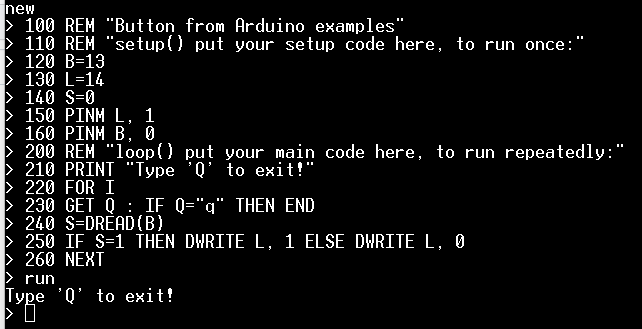 new
> 100 REM "Button from Arduino examples"
> 110 REM "setup() put your setup code here, to run once:"
> 120 B=13
> 130 L=14
> 140 S=0
> 150 PINM L, 1
> 160 PINM B, 0
> 200 REM "loop() put your main code here, to run repeatedly:"
> 210 PRINT "Type 'Q' to exit!"
> 220 FOR I
> 230 GET Q : IF Q="q" THEN END
> 240 S=DREAD(B)
> 250 IF S=1 THEN DWRITE L, 1 ELSE DWRITE L, 0
> 260 NEXT
> run
Type 'Q' to exit!
>